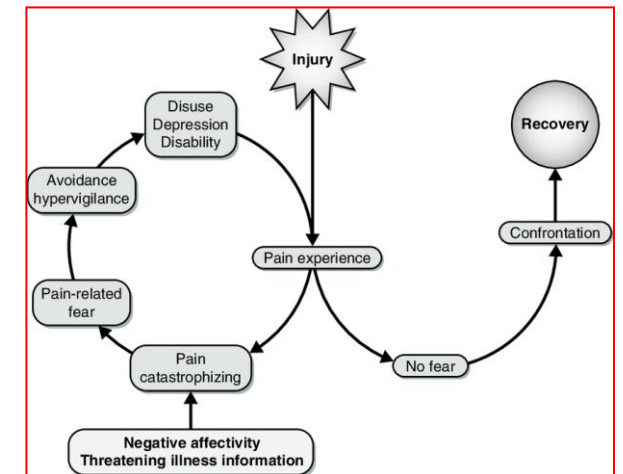 Injury
Disuse
Depression
Disability
Recovery
Avoidance
hypervigilance
Confrontation
Pain experience
Pain-related
fear
Pain
catastrophizing
No fear
Negative affectivity
Threatening illness information